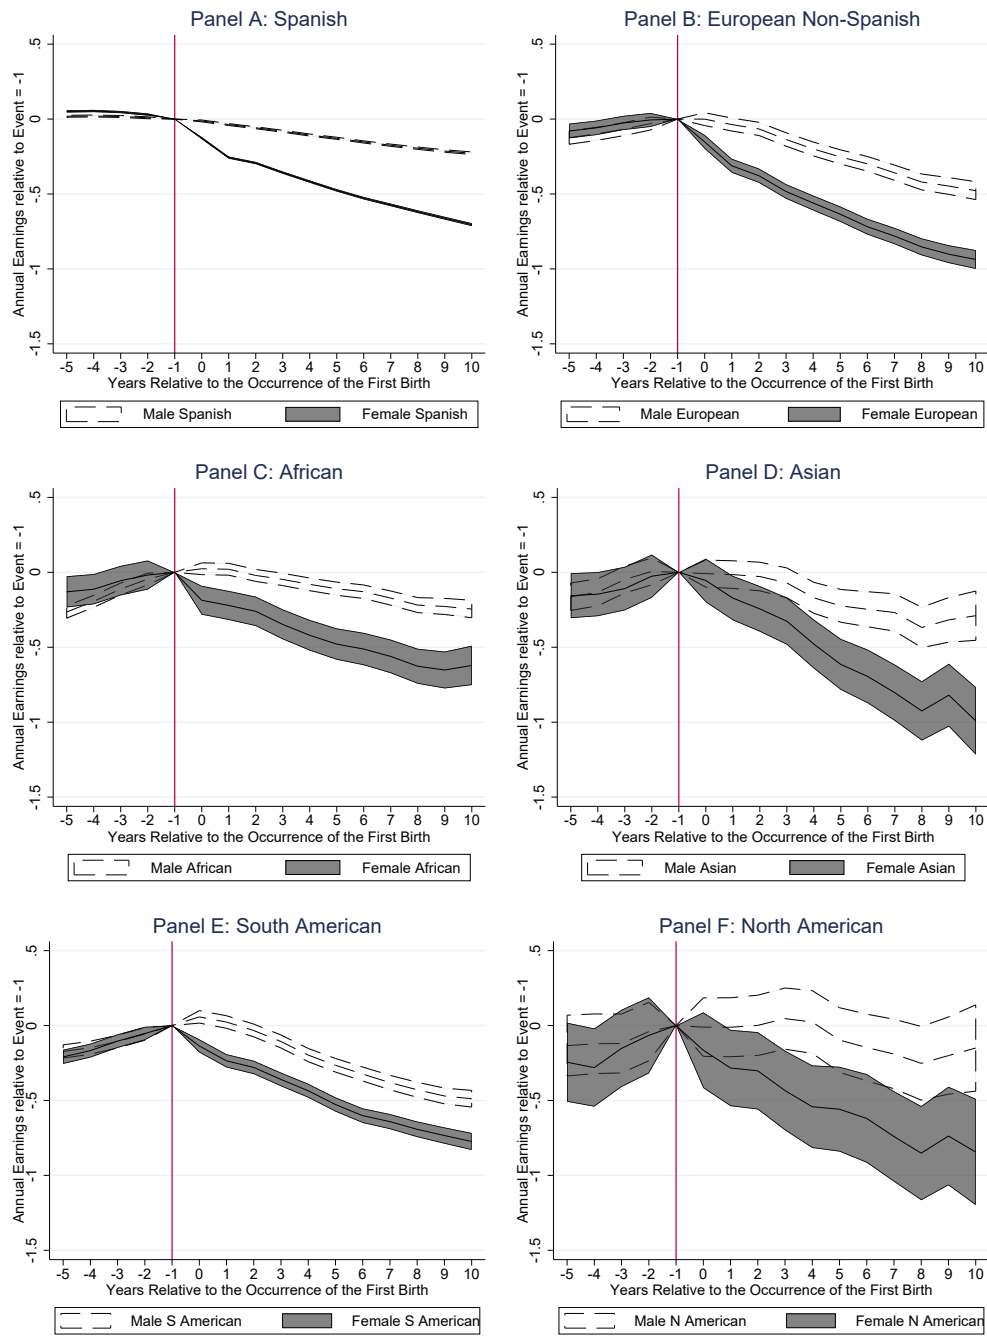 Panel A: Spanish
Annual Earnings relative to Event = -1
.5
0
-.5
-1
-1.5
-5 -4 -3 -2 -1 0 1 2 3 4 5 6 7 8 9 10
Years Relative to the Occurrence of the First Birth
Male Spanish Female Spanish
Panel B: European Non-Spanish
Annual Earnings relative to Event = -1
.5
0
-.5
-1
-1.5
-5 -4 -3 -2 -1 0 1 2 3 4 5 6 7 8 9 10
Years Relative to the Occurrence of the First Birth
Male European Female European
Panel C: African
Annual Earnings relative to Event = -1
.5
0
-.5
-1
-1.5
-5 -4 -3 -2 -1 0 1 2 3 4 5 6 7 8 9 10
Years Relative to the Occurrence of the First Birth
Male African Female African
Panel D: Asian
Annual Earnings relative to Event = -1
.5
0
-.5
-1
-1.5
-5 -4 -3 -2 -1 0 1 2 3 4 5 6 7 8 9 10
Years Relative to the Occurrence of the First Birth
Male Asian Female Asian
Panel E: South American
Annual Earnings relative to Event = -1
.5
0
-.5
-1
-1.5
-5 -4 -3 -2 -1 0 1 2 3 4 5 6 7 8 9 10
Years Relative to the Occurrence of the First Birth
Male S American Female S American
Panel F: North American
Annual Earnings relative to Event = -1
.5
0
-.5
-1
-1.5
-5 -4 -3 -2 -1 0 1 2 3 4 5 6 7 8 9 10
Years Relative to the Occurrence of the First Birth
Male N American Female N American